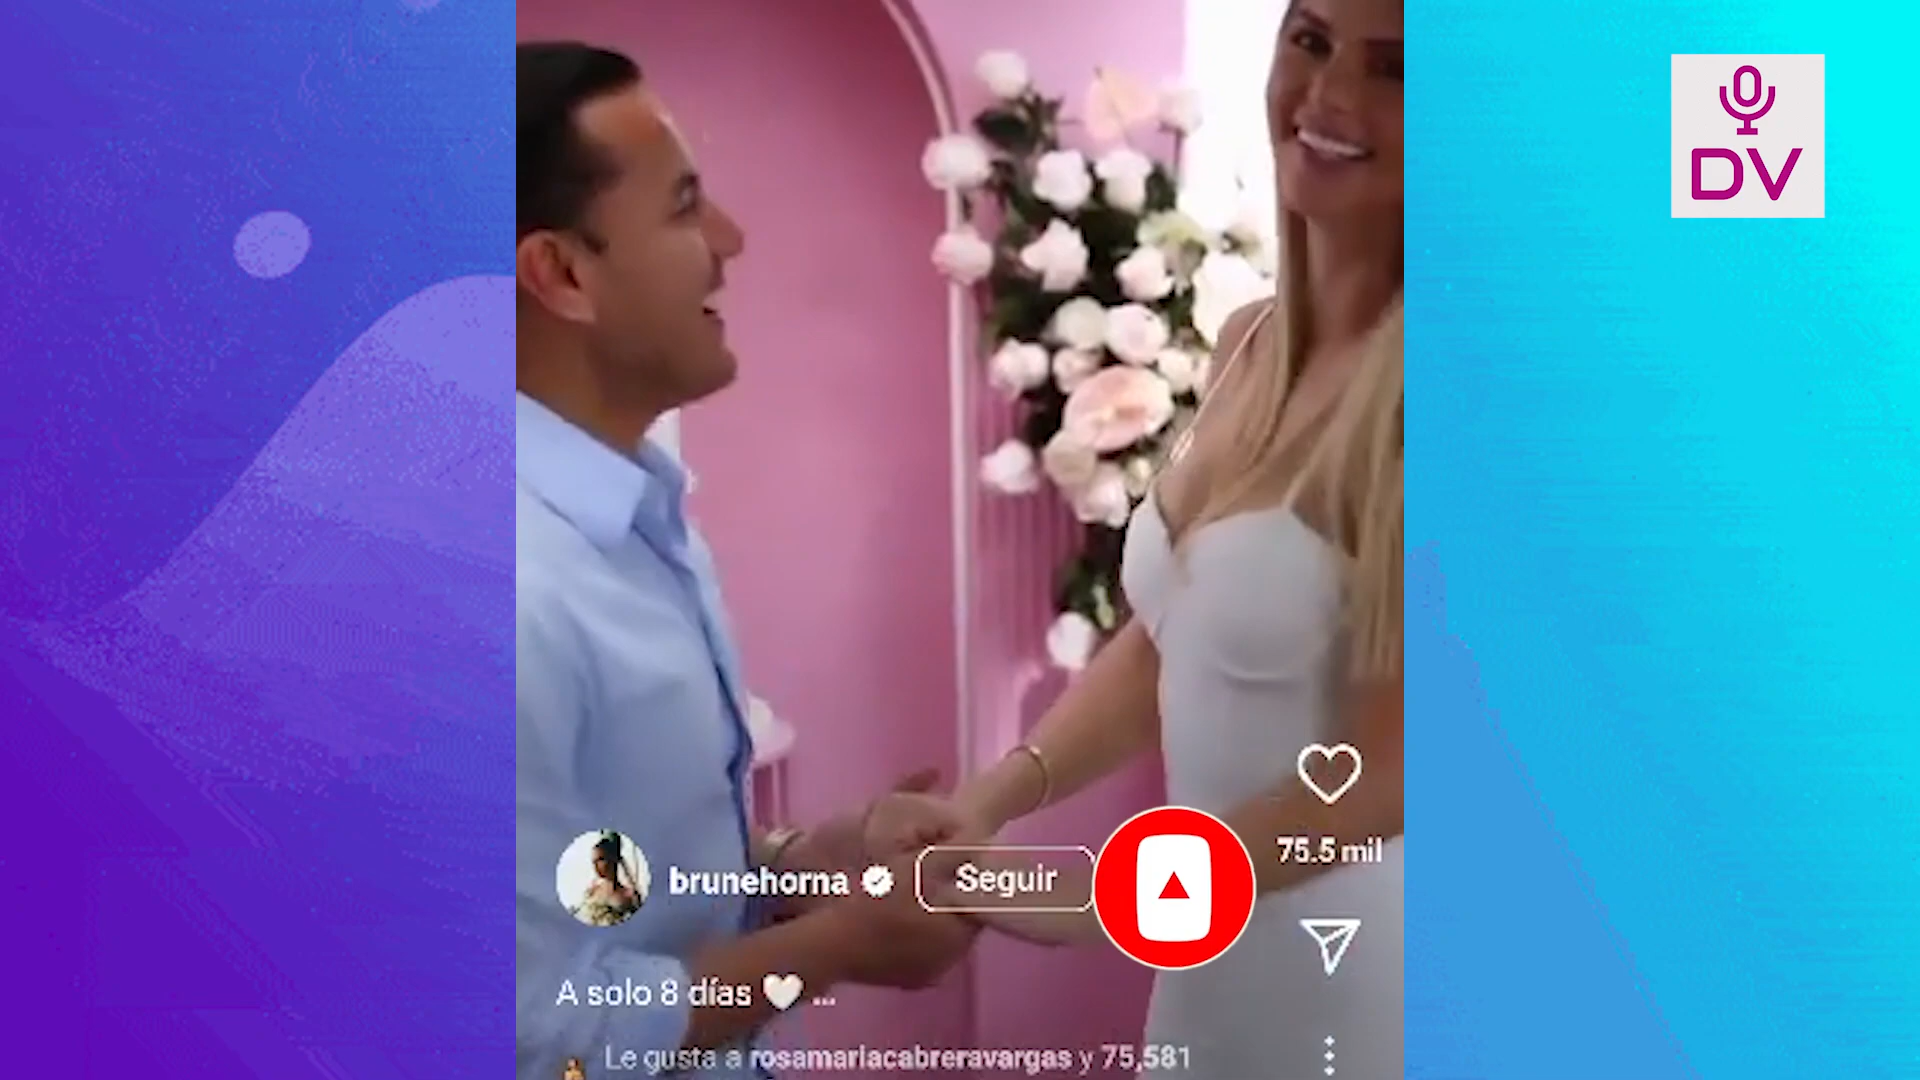 DV
75.5 mil
brunehorna
Seguir
A solo 8 días 🤍 ...
Le gusta a rosamariacabreravargas y 75,581